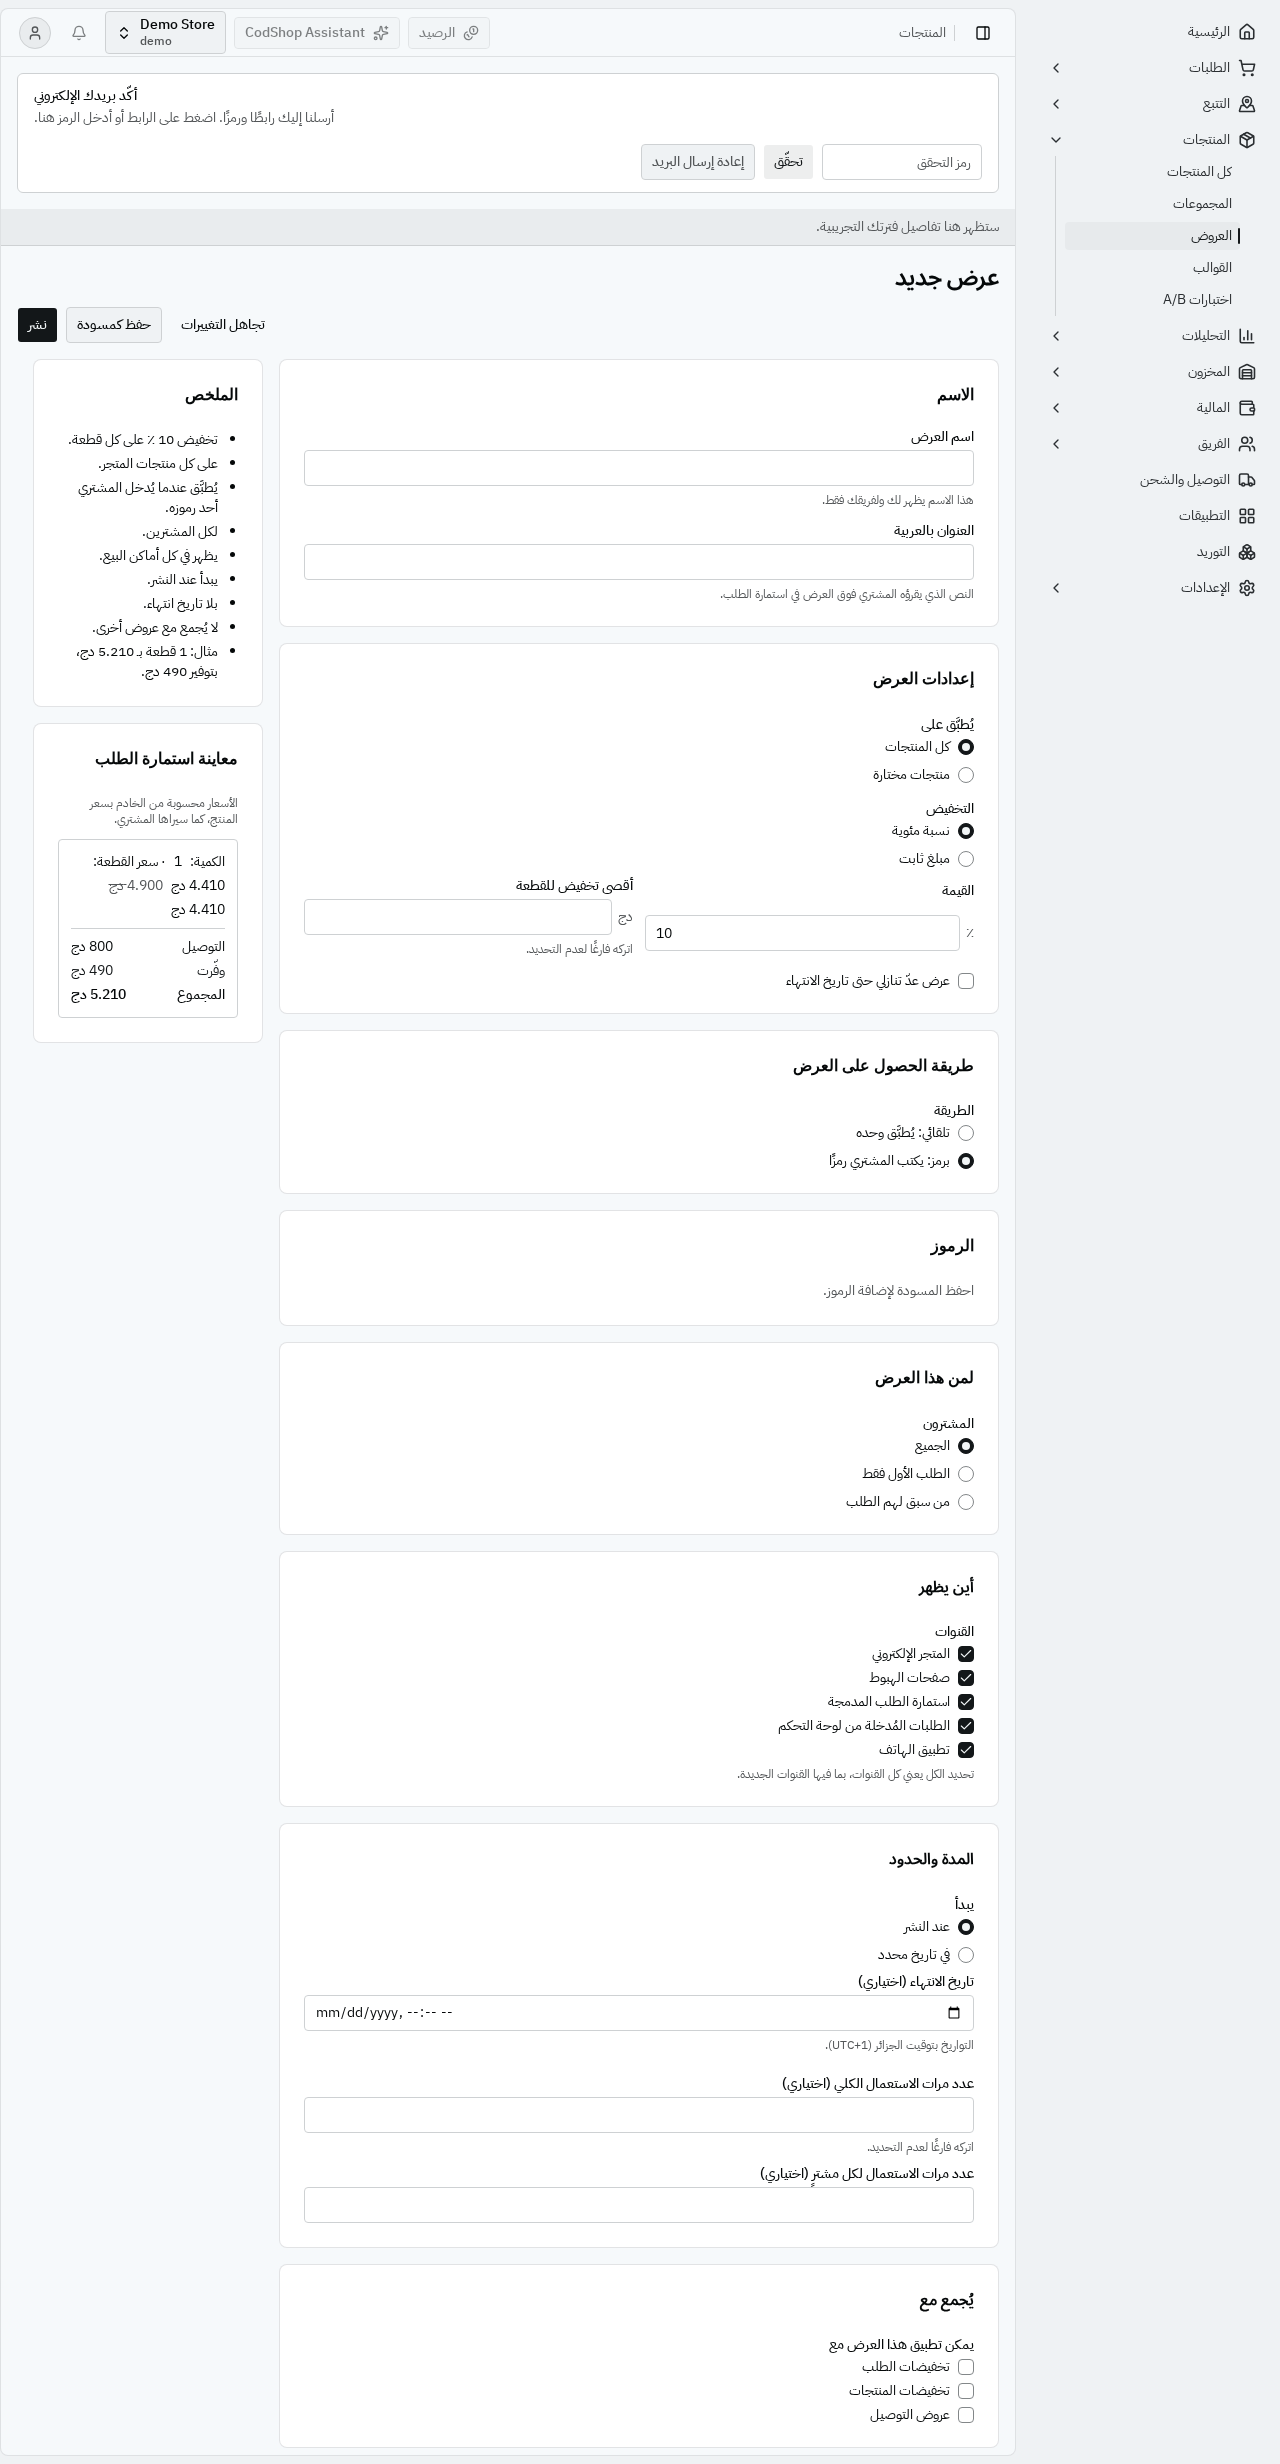 الرئيسية
الطلبات
التتبع
المنتجات
كل المنتجات
المجموعات
العروض
القوالب
اختبارات A/B
التحليلات
المخزون
المالية
الفريق
التوصيل والشحن
التطبيقات
التوريد
الإعدادات
المنتجات
الرصيد
CodShop Assistant
Demo Store
demo
أكّد بريدك الإلكتروني
أرسلنا إليك رابطًا ورمزًا. اضغط على الرابط أو أدخل الرمز هنا.
رمز التحقق
تحقّق
إعادة إرسال البريد
ستظهر هنا تفاصيل فترتك التجريبية.
عرض جديد
تجاهل التغييرات
حفظ كمسودة
نشر
الاسم
اسم العرض
هذا الاسم يظهر لك ولفريقك فقط.
العنوان بالعربية
النص الذي يقرؤه المشتري فوق العرض في استمارة الطلب.
إعدادات العرض
يُطبَّق على
كل المنتجات
منتجات مختارة
التخفيض
نسبة مئوية
مبلغ ثابت
القيمة
٪
10
أقصى تخفيض للقطعة
دج
اتركه فارغًا لعدم التحديد.
عرض عدّ تنازلي حتى تاريخ الانتهاء
طريقة الحصول على العرض
الطريقة
تلقائي: يُطبَّق وحده
برمز: يكتب المشتري رمزًا
الرموز
احفظ المسودة لإضافة الرموز.
لمن هذا العرض
المشترون
الجميع
الطلب الأول فقط
من سبق لهم الطلب
أين يظهر
القنوات
المتجر الإلكتروني
صفحات الهبوط
استمارة الطلب المدمجة
الطلبات المُدخلة من لوحة التحكم
تطبيق الهاتف
تحديد الكل يعني كل القنوات، بما فيها القنوات الجديدة.
المدة والحدود
يبدأ
عند النشر
في تاريخ محدد
تاريخ الانتهاء (اختياري)
mm/dd/yyyy, --:-- --
التواريخ بتوقيت الجزائر (UTC+1).
عدد مرات الاستعمال الكلي (اختياري)
اتركه فارغًا لعدم التحديد.
عدد مرات الاستعمال لكل مشترٍ (اختياري)
يُجمع مع
يمكن تطبيق هذا العرض مع
تخفيضات الطلب
تخفيضات المنتجات
عروض التوصيل
الملخص
تخفيض 10 ٪ على كل قطعة.
على كل منتجات المتجر.
يُطبَّق عندما يُدخل المشتري
أحد رموزه.
لكل المشترين.
يظهر في كل أماكن البيع.
يبدأ عند النشر.
بلا تاريخ انتهاء.
لا يُجمع مع عروض أخرى.
مثال: 1 قطعة بـ 5.210 دج،
بتوفير 490 دج.
معاينة استمارة الطلب
الأسعار محسوبة من الخادم بسعر
المنتج، كما سيراها المشتري.
الكمية: 1 · سعر القطعة:
4.410 دج 4.900 دج
4.410 دج
التوصيل 800 دج
وفّرت 490 دج
المجموع 5.210 دج